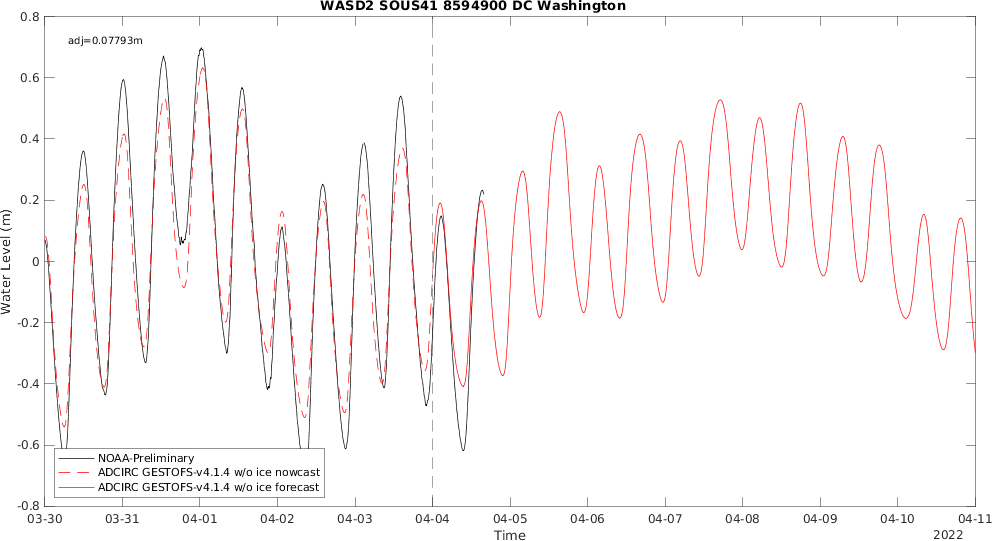 WASD2 SOUS41 8594900 DC Washington
adj=0.07793m
0.8
0.6
0.4
0.2
0
-0.2
-0.4
-0.6
-0.8
Water Level (m)
NOAA-Preliminary
ADCIRC GESTOFS-v4.1.4 w/o ice nowcast
ADCIRC GESTOFS-v4.1.4 w/o ice forecast
03-30 03-31 04-01 04-02 04-03 04-04 04-05 04-06 04-07 04-08 04-09 04-10 04-11
Time
2022